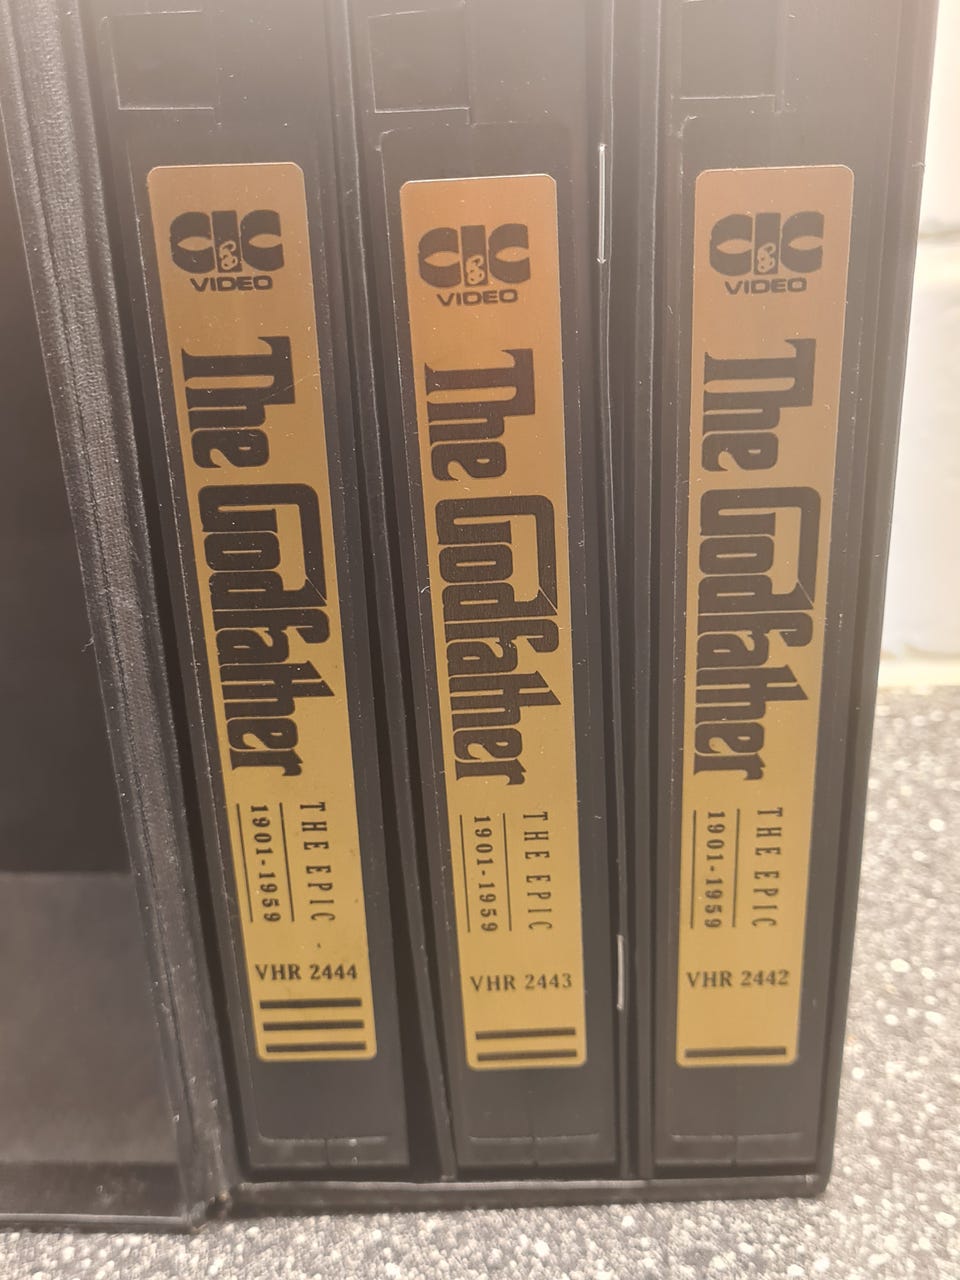 CIC
VIDEO
The Godfather
THE EPIC
1901-1959
VHR 2444
CIC
VIDEO
The Godfather
THE EPIC
1901-1959
VHR 2443
CIC
VIDEO
The Godfather
THE EPIC
1901-1959
VHR 2442